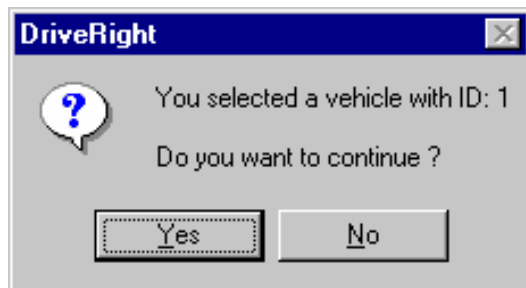 DriveRight
You selected a vehicle with ID: 1
Do you want to continue ?
Yes No